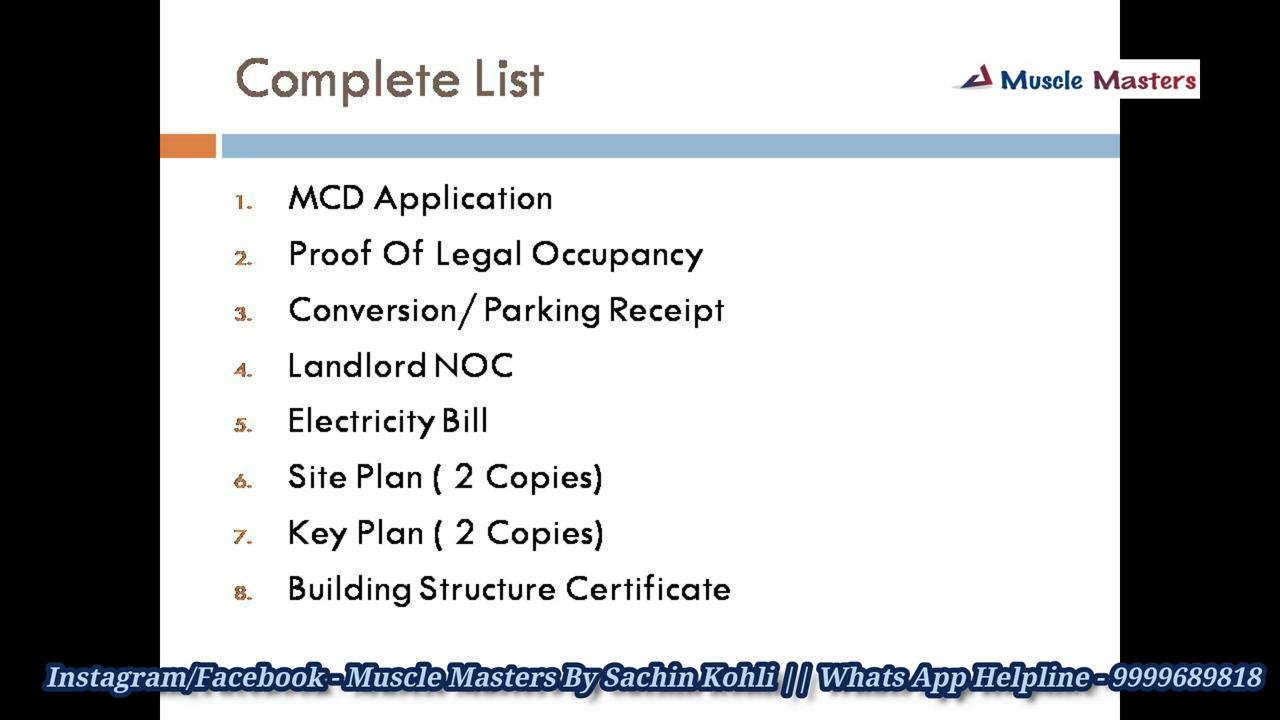 Complete List
Muscle Masters
1. MCD Application
2. Proof Of Legal Occupancy
3. Conversion/ Parking Receipt
4. Landlord NOC
5. Electricity Bill
6. Site Plan ( 2 Copies)
7. Key Plan ( 2 Copies)
8. Building Structure Certificate
Instagram/Facebook - Muscle Masters By Sachin Kohli || Whats App Helpline - 9999689818